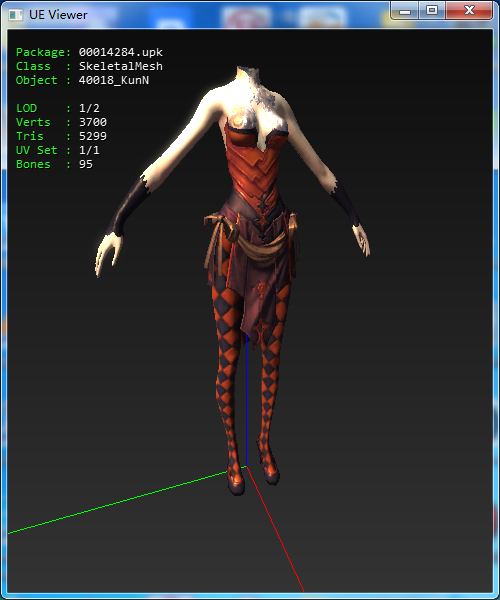 UE Viewer
Package: 00014284.upk
Class : SkeletalMesh
Object : 40018_KunN
LOD : 1/2
Verts : 3700
Tris : 5299
UV Set : 1/1
Bones : 95